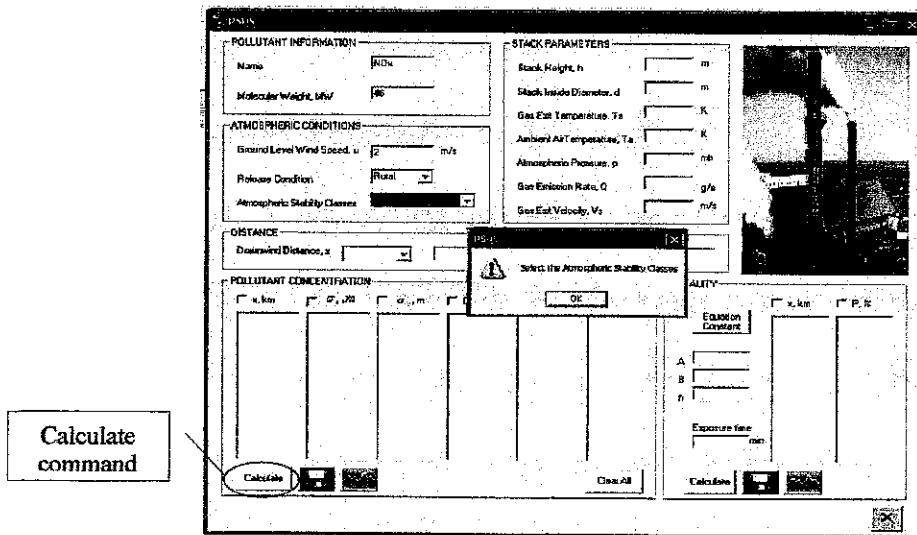 PSDS
POLLUTANT INFORMATION
Name NOx
Molecular Weight, MW 46
ATMOSPHERIC CONDITIONS
Ground Level Wind Speed, u 2 m/s
Release Condition Rural
Atmospheric Stability Classes
STACK PARAMETERS
Stack Height, h m
Stack Inside Diameter, d m
Gas Exit Temperature, Ts K
Ambient Air Temperature, Ta K
Atmospheric Pressure, p mb
Gas Emission Rate, Q g/s
Gas Exit Velocity, Vs m/s
DISTANCE
Downwind Distance, x
Select the Atmospheric Stability Classes
OK
POLLUTANT CONCENTRATION
x, km
Calculate
Clear All
ALITY
Equation
Constant
x, km P, %
A
B
n
Exposure time
min
Calculate
Calculate
command